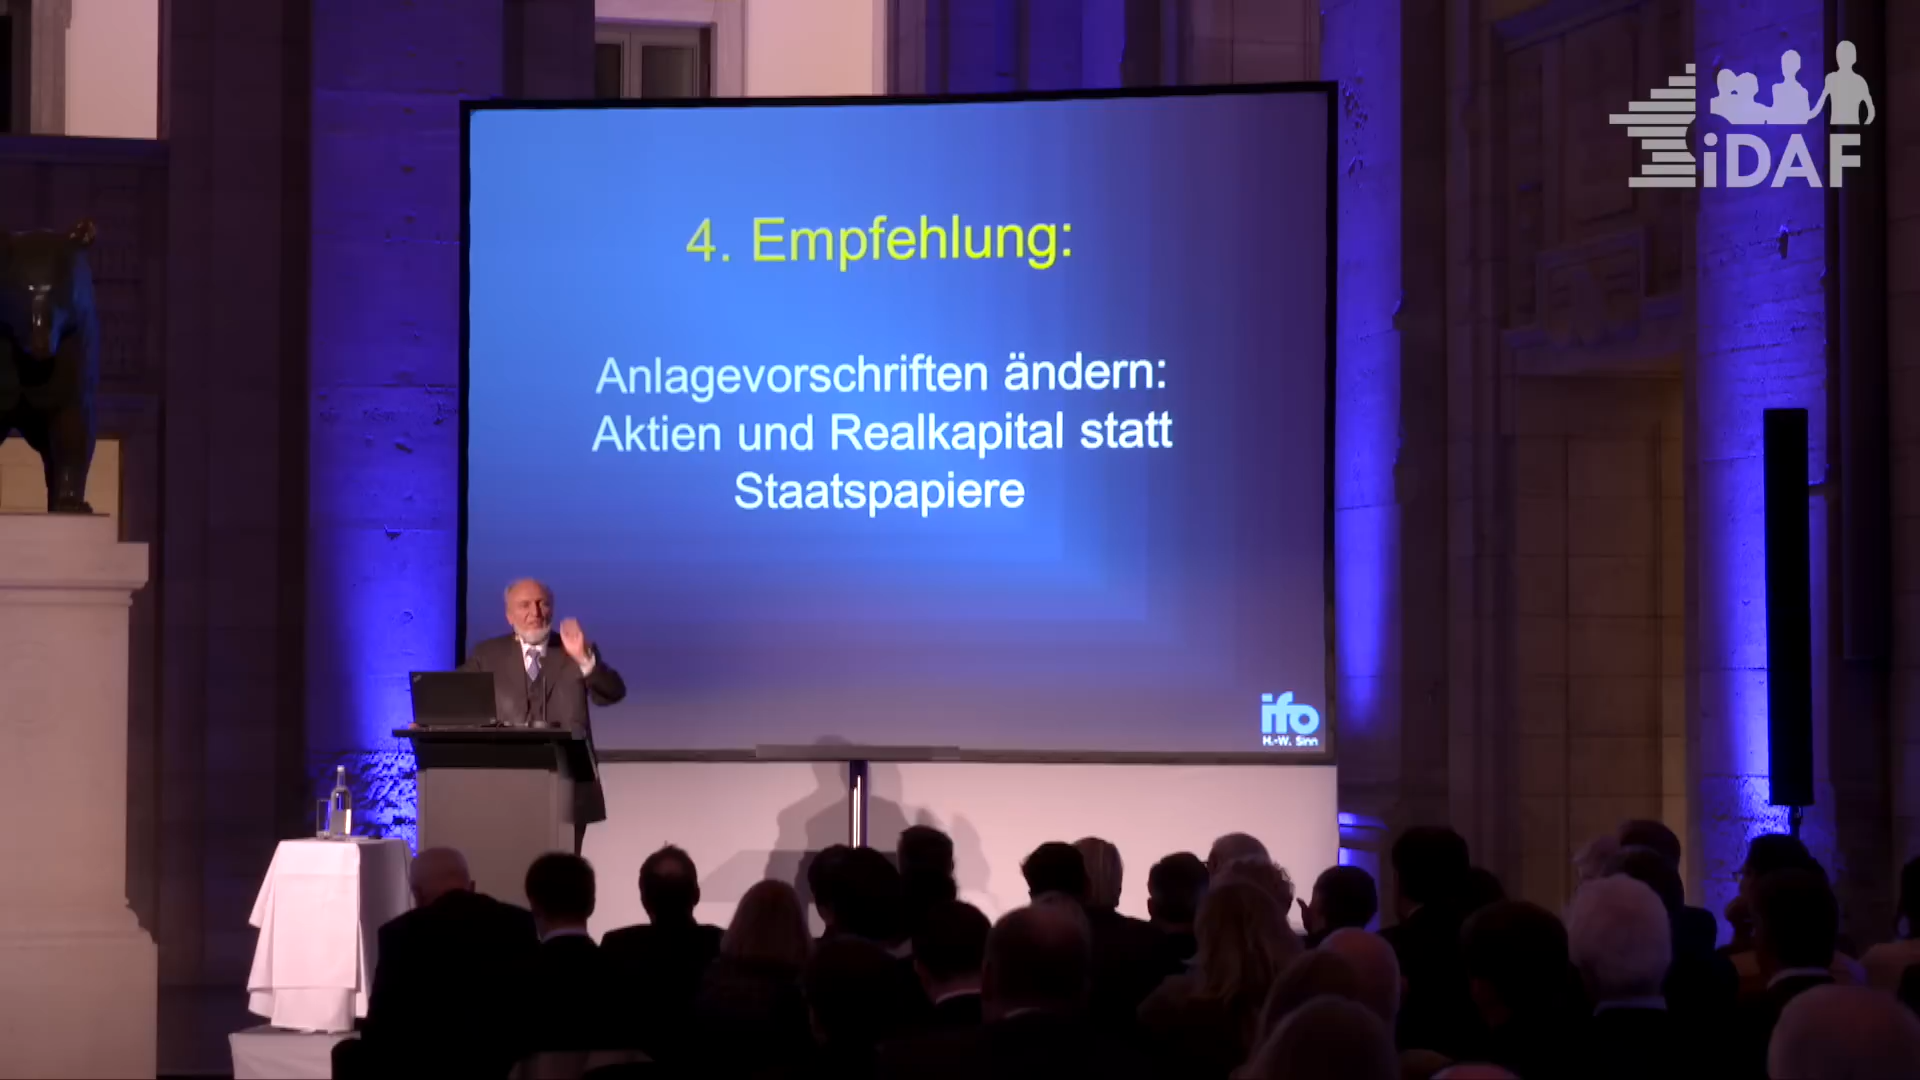 iDAF
4. Empfehlung:
Anlagevorschriften ändern:
Aktien und Realkapital statt
Staatspapiere
ifo
H.-W. Sinn